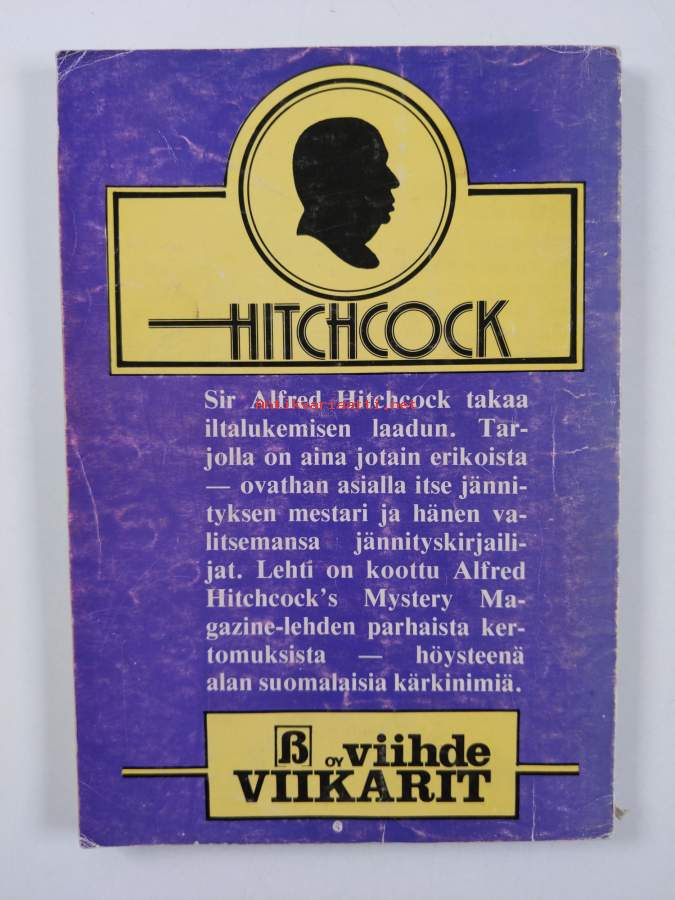 HITCHCOCK
Sir Alfred Hitchcock takaa
antiikkiraatti.net
iltalukemisen laadun. Tar-
jolla on aina jotain erikoista
— ovathan asialla itse jänni-
tyksen mestari ja hänen va-
litsemansa jännityskirjaili-
jat. Lehti on koottu Alfred
Hitchcock's Mystery Ma-
gazine-lehden parhaista ker-
tomuksista — höysteenä
alan suomalaisia kärkinimiä.
ß OY viihde
VIIKARIT